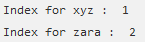 Index for xyz :  1
Index for zara :  2